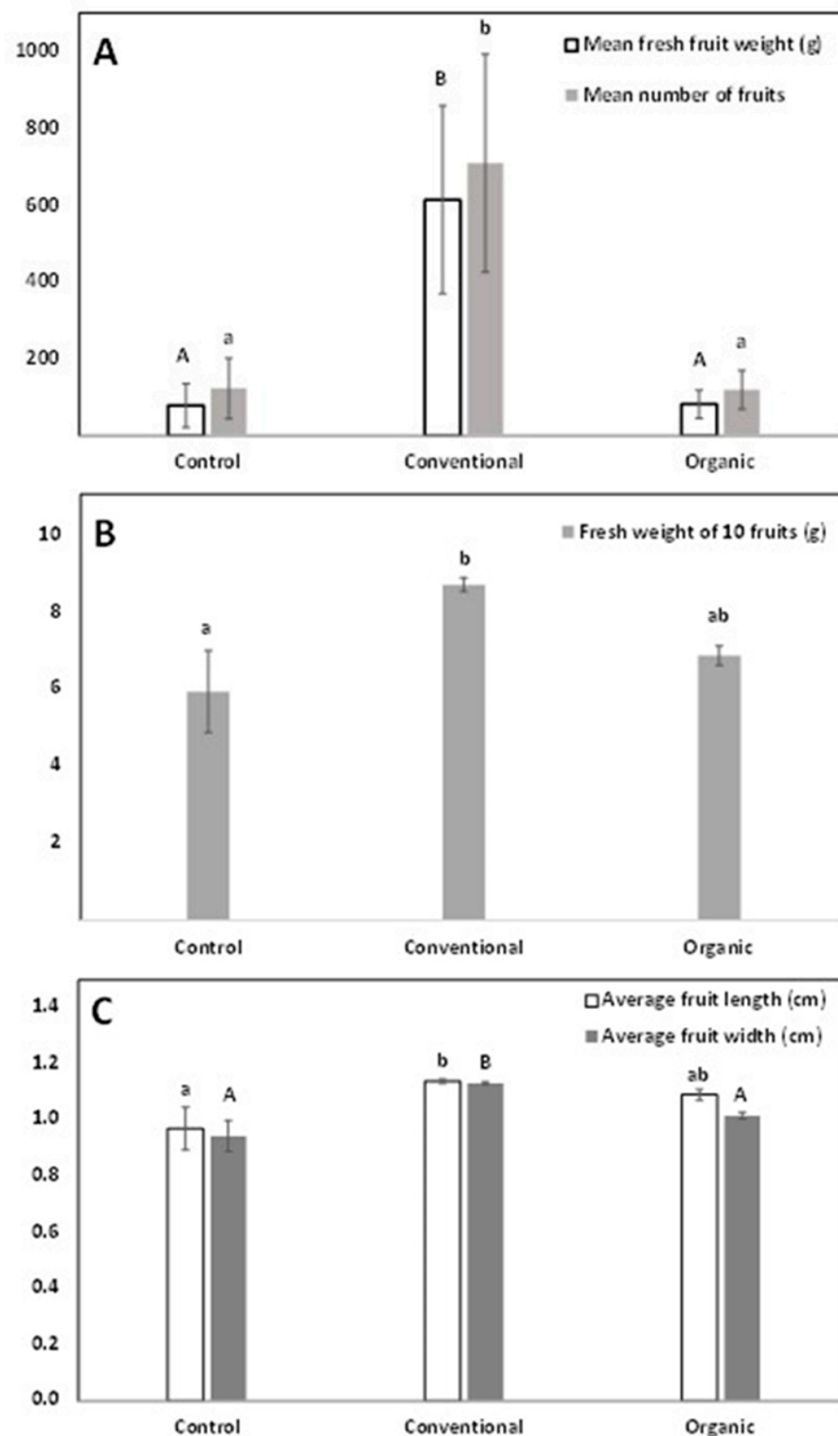 A
Mean fresh fruit weight (g)
Mean number of fruits
1000
800
600
400
200
A
a
B
b
A
a
Control
Conventional
Organic
B
Fresh weight of 10 fruits (g)
10
8
6
4
2
a
b
ab
Control
Conventional
Organic
C
Average fruit length (cm)
Average fruit width (cm)
1.4
1.2
1.0
0.8
0.6
0.4
0.2
0.0
a
A
b
B
ab
A
Control
Conventional
Organic